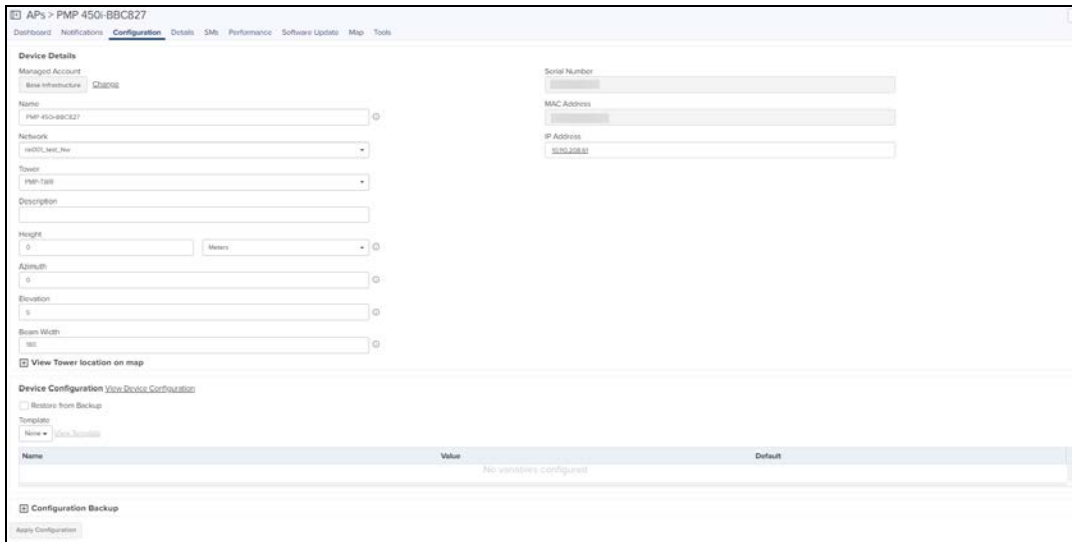 APs > PMP 450i-BBC827
Dashboard Notifications Configuration Details SMs Performance Software Update Map Tools
Device Details
Managed Account
Base Infrastructure Change
Serial Number
Name
PMP 450i-BBC827
MAC Address
Network
IP Address
Tower
PMP-TWR
Description
Height
0 Meters
Azimuth
0
Elevation
5
Beam Width
180
View Tower location on map
Device Configuration View Device Configuration
Restore from Backup
Template
None View Template
Name Value Default
No variables configured
Configuration Backup
Apply Configuration